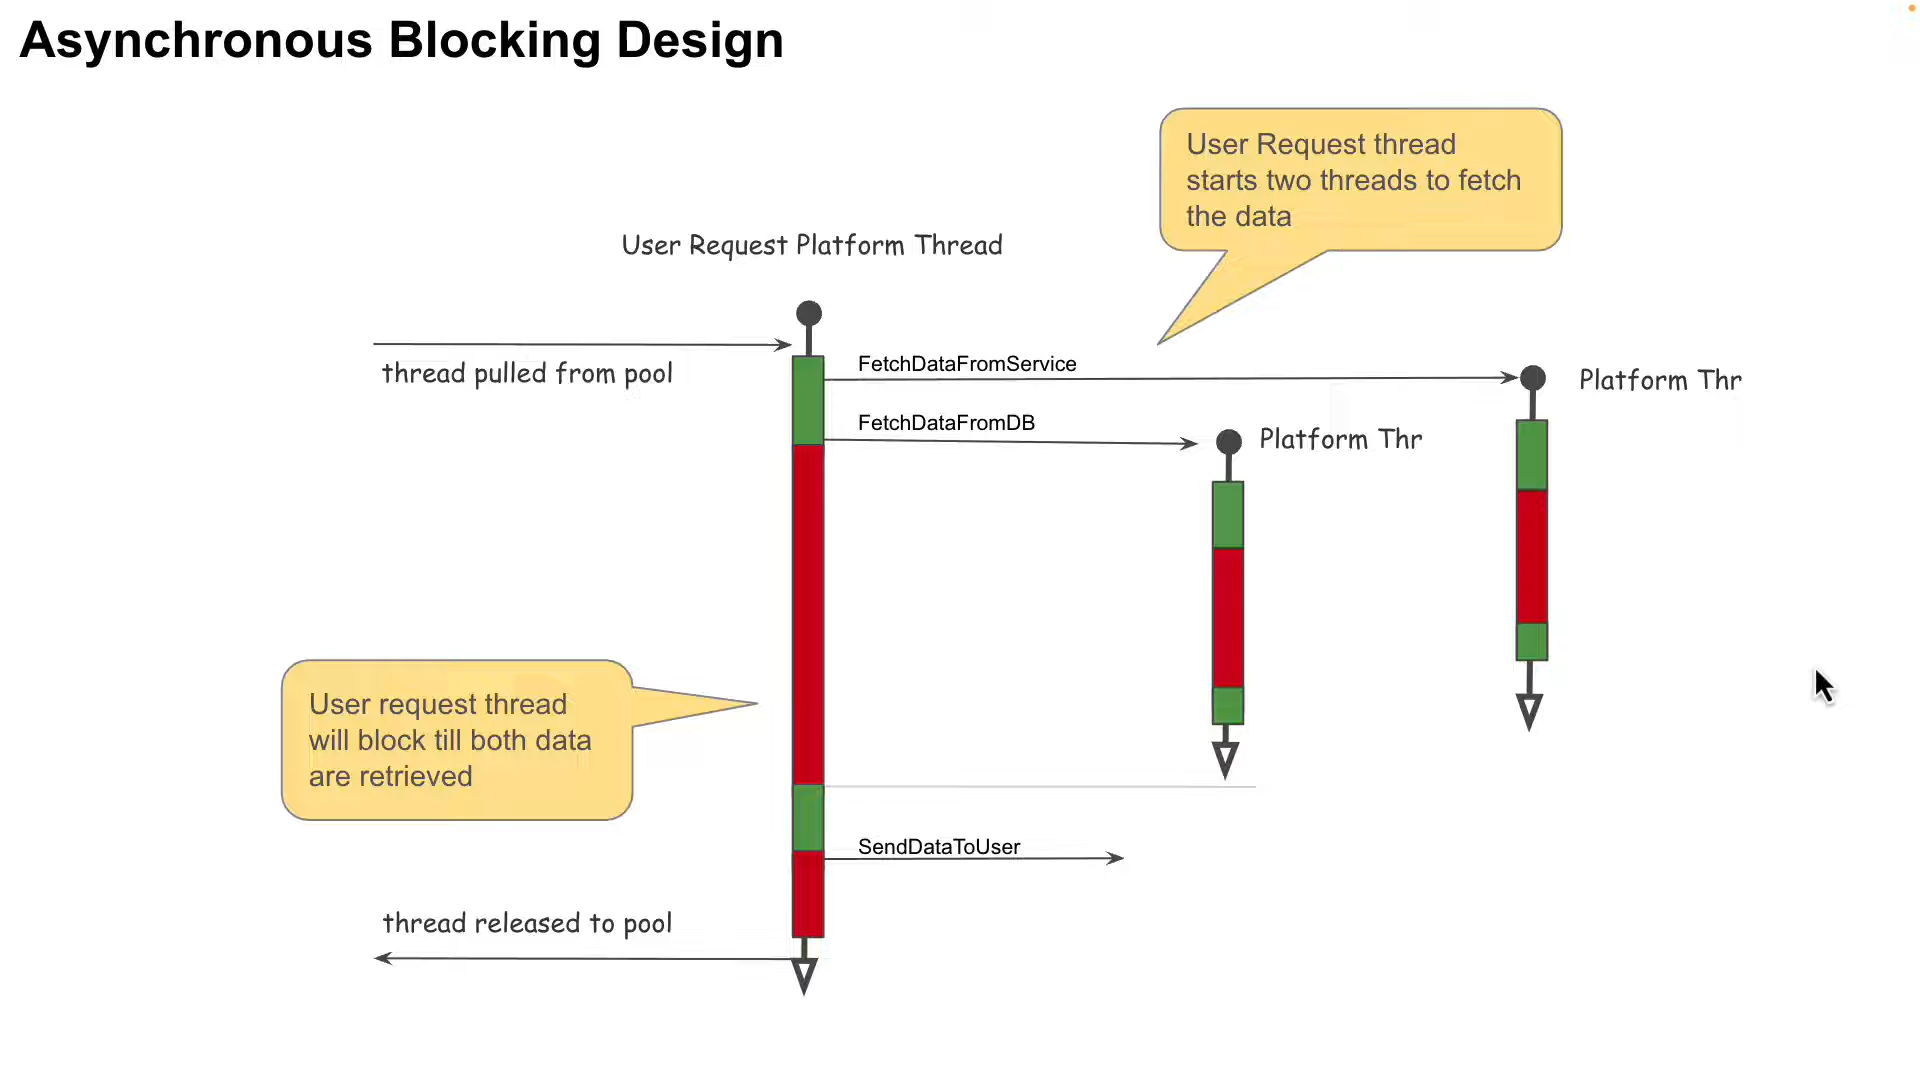 Asynchronous Blocking Design
User Request thread
starts two threads to fetch
the data
User Request Platform Thread
thread pulled from pool
FetchDataFromService
Platform Thr
FetchDataFromDB
Platform Thr
User request thread
will block till both data
are retrieved
SendDataToUser
thread released to pool